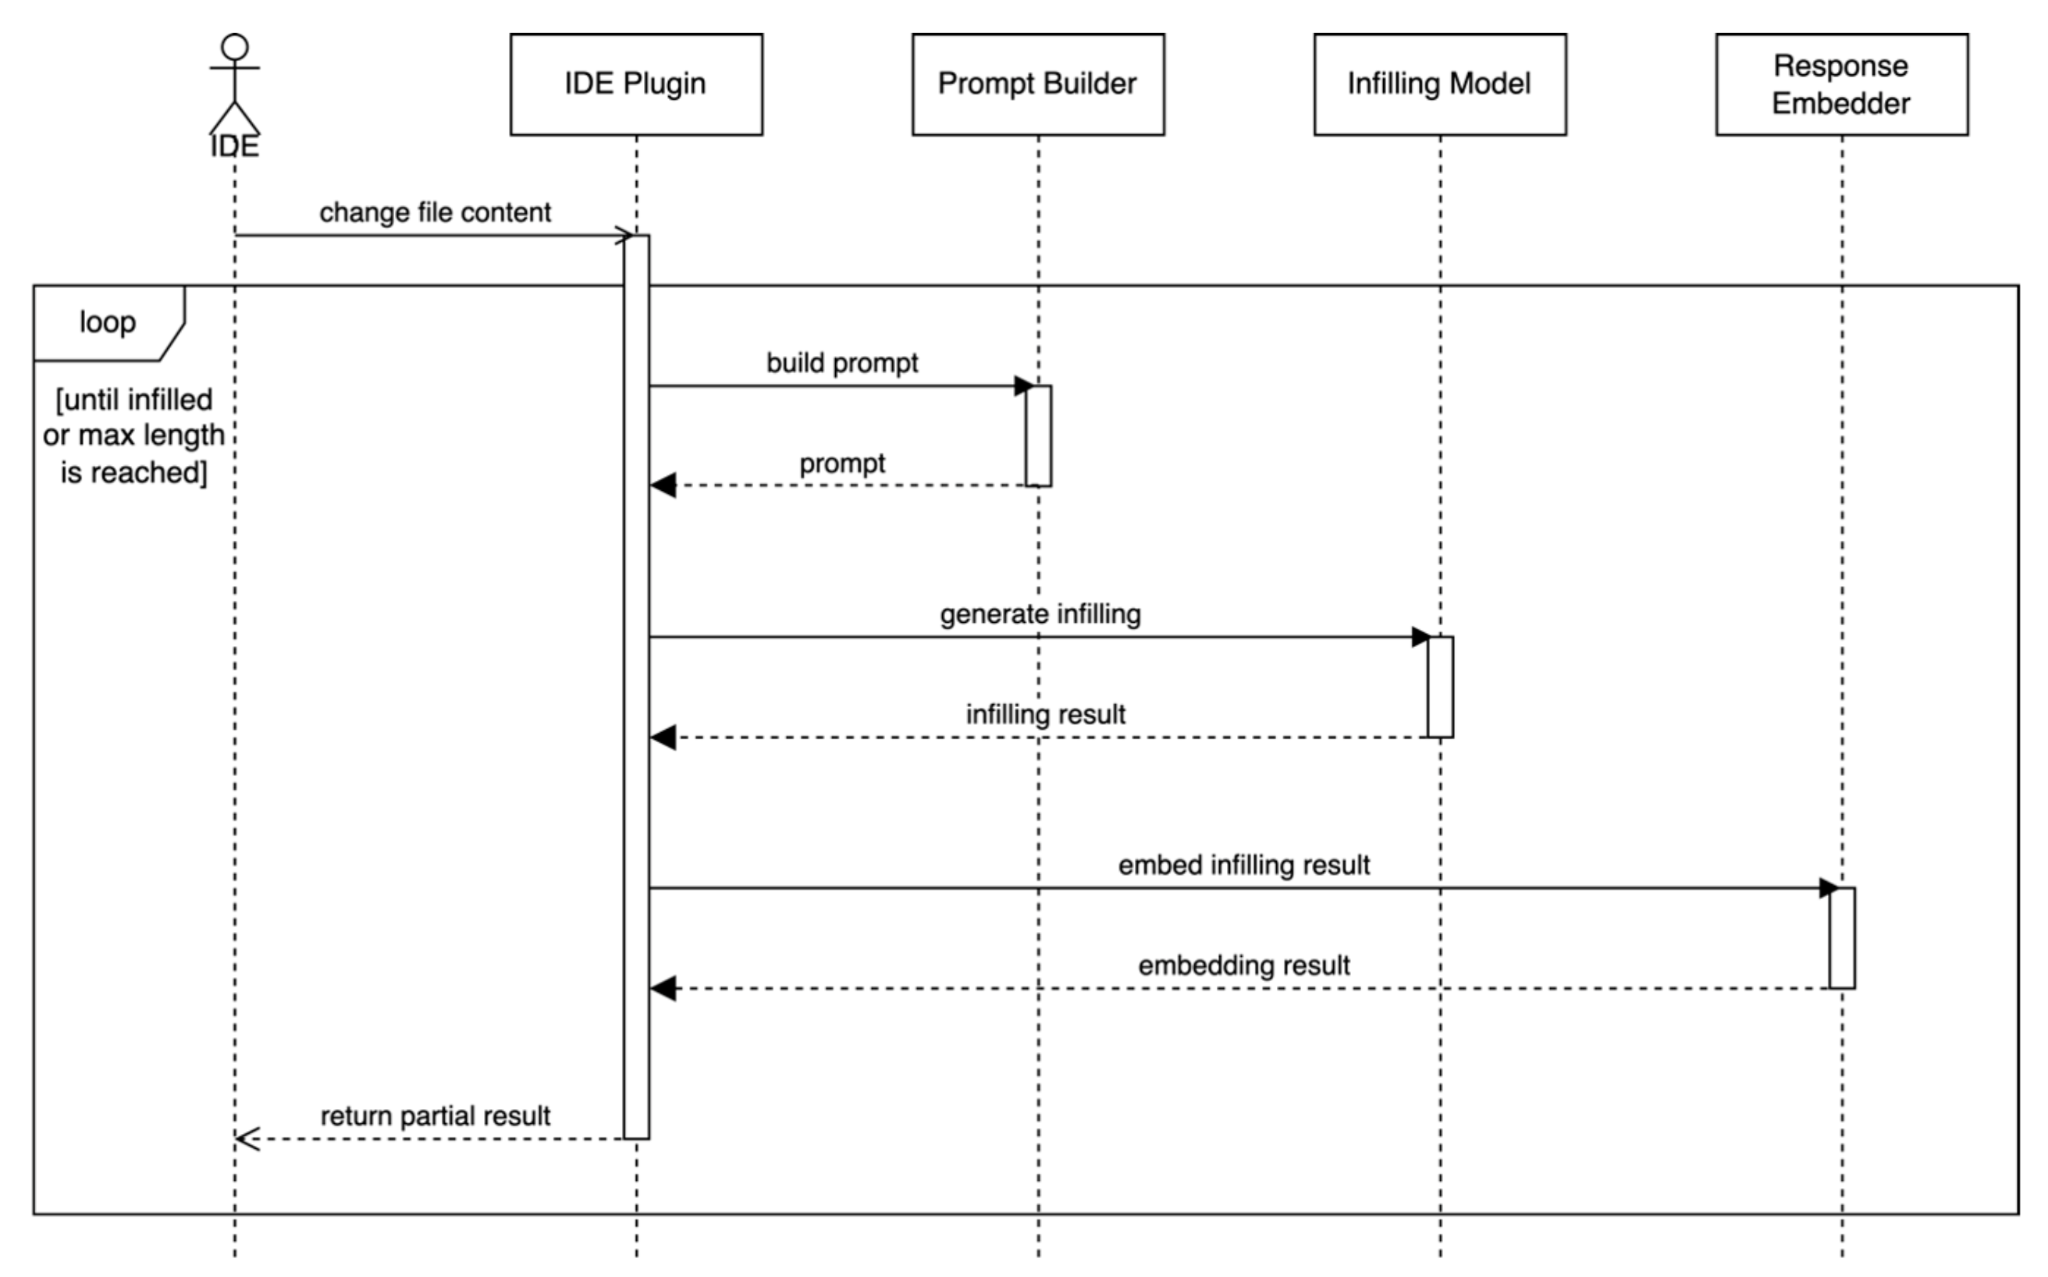 IDE
IDE Plugin
Prompt Builder
Infilling Model
Response
Embedder
change file content
loop
[until infilled
or max length
is reached]
build prompt
prompt
generate infilling
infilling result
embed infilling result
embedding result
return partial result